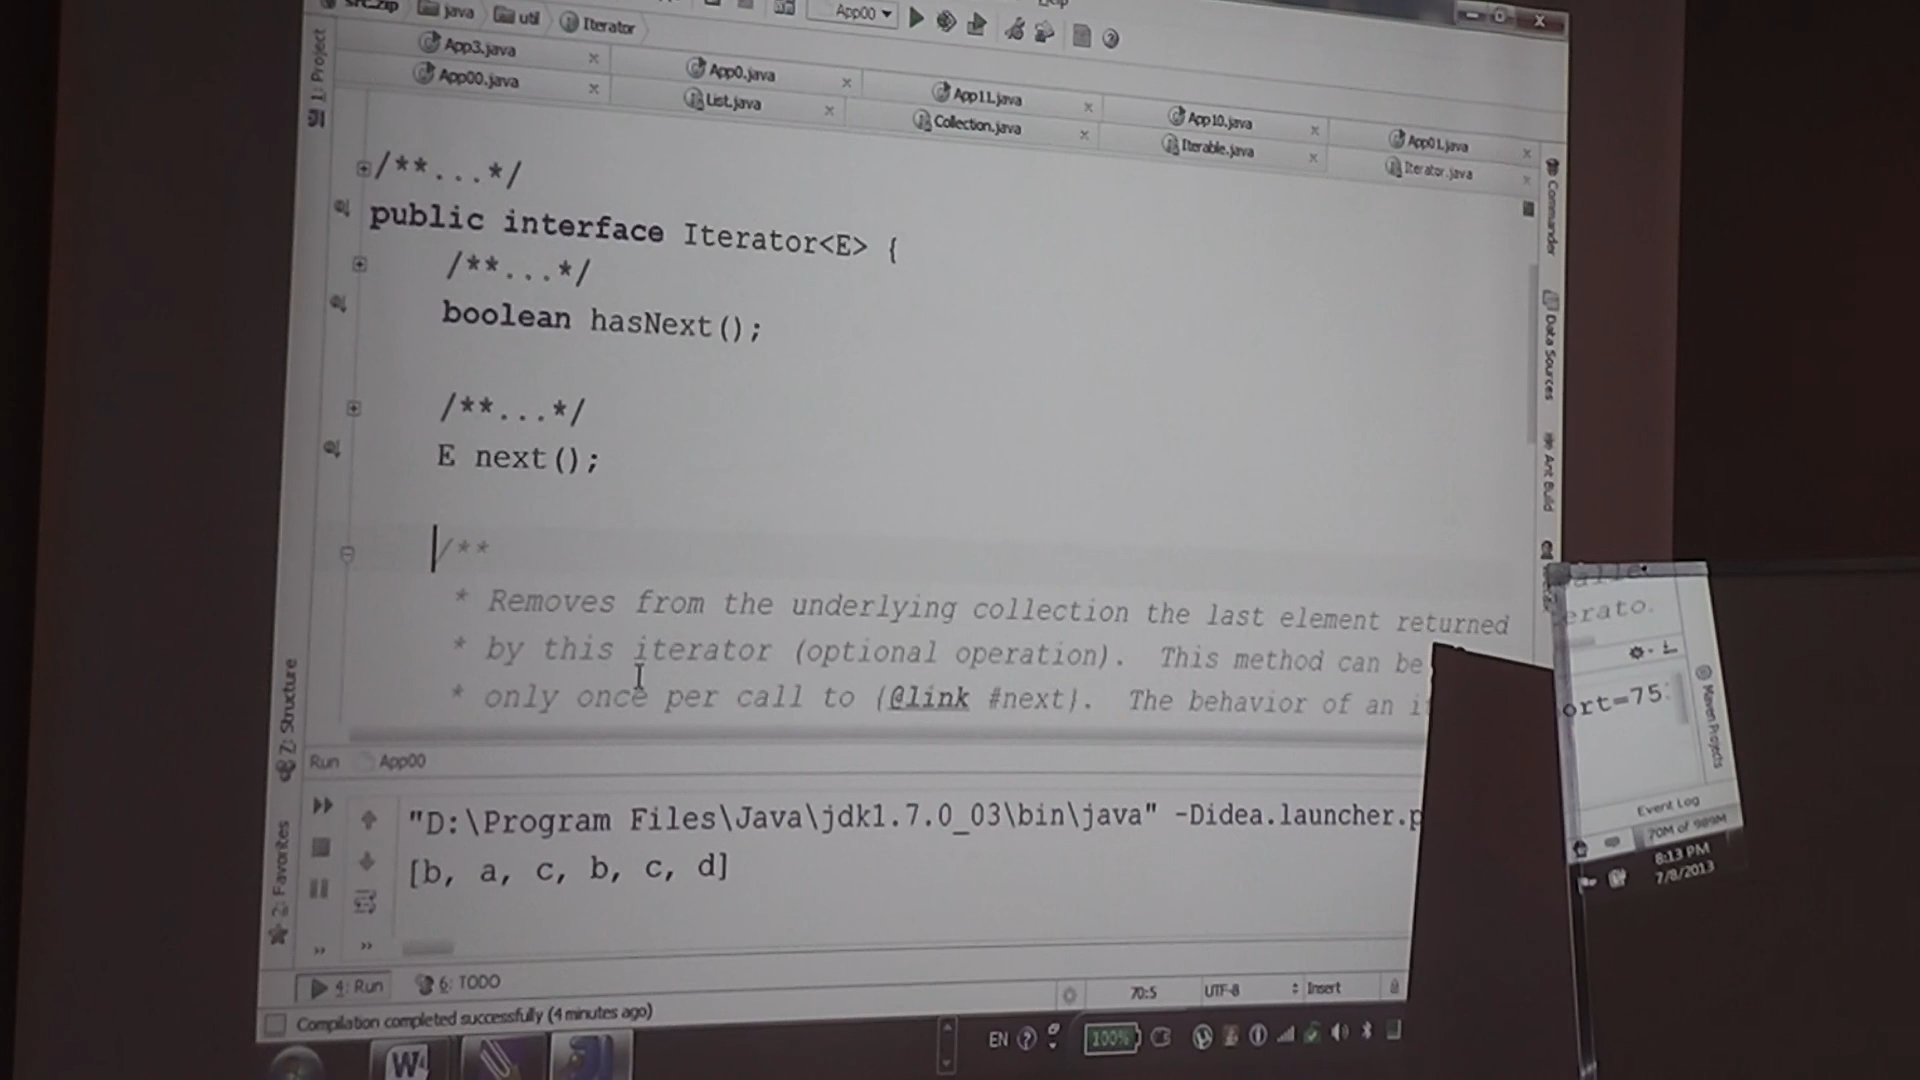 src.zip java util Iterator
App00
App3.java App0.java App11.java App10.java App01.java
App00.java List.java Collection.java Iterable.java Iterator.java
1: Project
Commander
Data Sources
Ant Build
/**...*/
public interface Iterator<E> {
/**...*/
boolean hasNext();
/**...*/
E next();
/**
* Removes from the underlying collection the last element returned
* by this iterator (optional operation). This method can be
* only once per call to {@link #next}. The behavior of an i
erato.
ort=75
Maven Projects
Z: Structure
2: Favorites
Run App00
"D:\Program Files\Java\jdk1.7.0_03\bin\java" -Didea.launcher.p
[b, a, c, b, c, d]
Event Log
70M of 989M
4: Run 6: TODO
70:5 UTF-8 Insert
Compilation completed successfully (4 minutes ago)
EN 100%
8:13 PM
7/8/2013
W